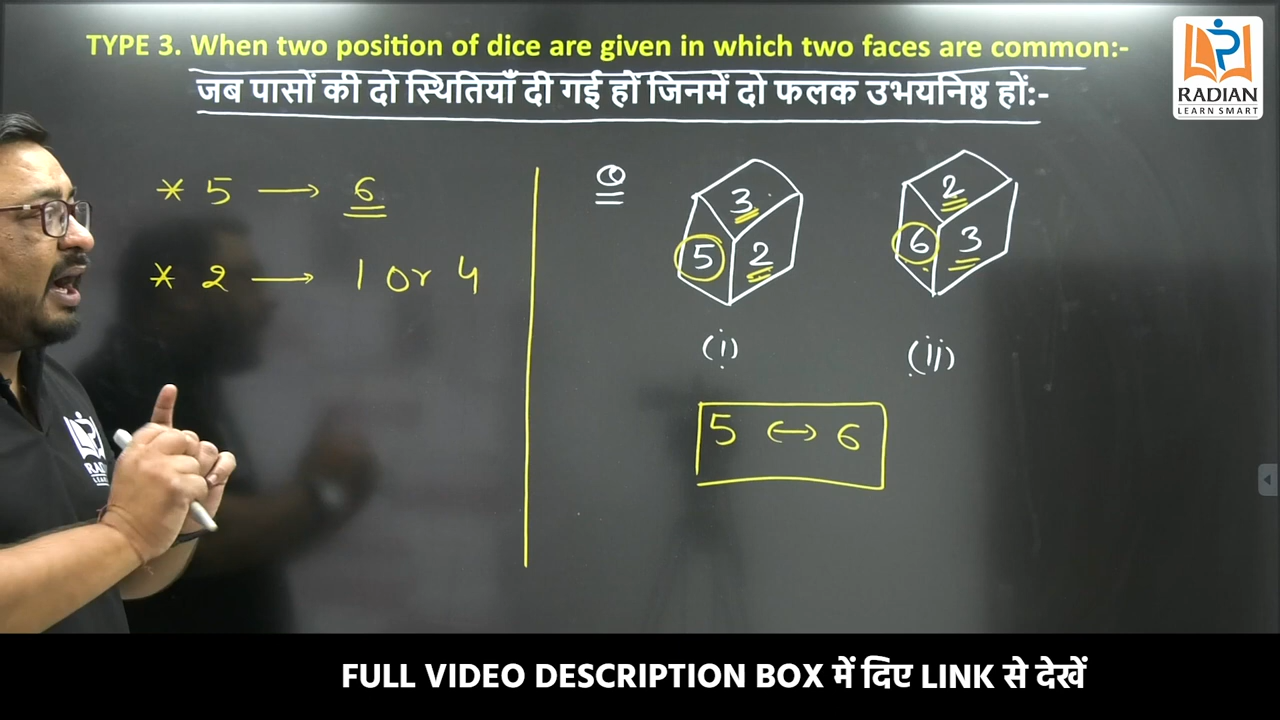 TYPE 3. When two position of dice are given in which two faces are common:-
जब पासों की दो स्थितियाँ दी गई हों जिनमें दो फलक उभयनिष्ठ हों:-
RADIAN
LEARN SMART
* 5 → 6
* 2 → 1 or 4
Q
3
5 2
(i)
2
6 3
(ii)
5 ↔ 6
FULL VIDEO DESCRIPTION BOX में दिए LINK से देखें